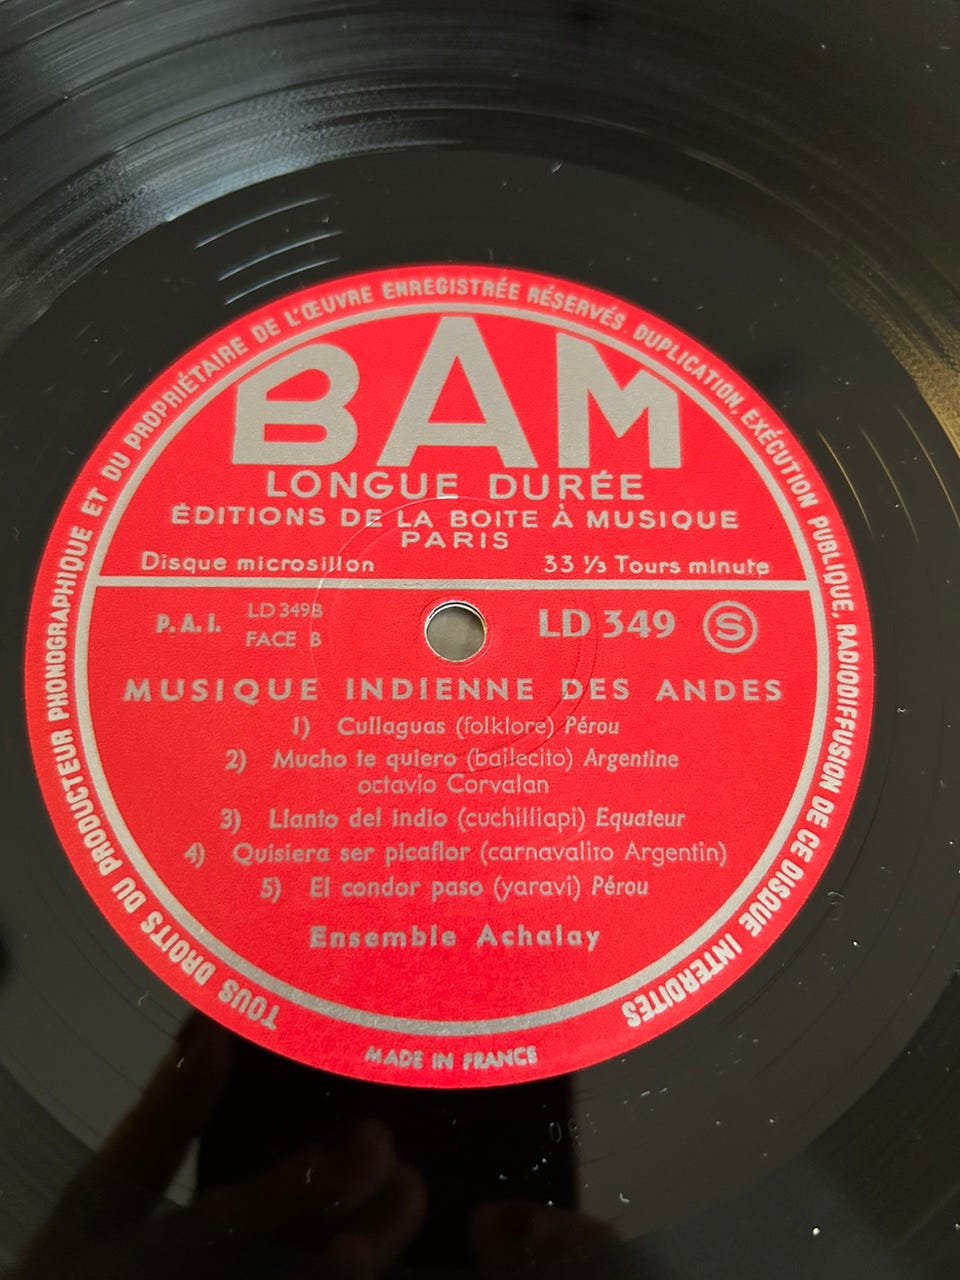 TOUS DROITS DU PRODUCTEUR PHONOGRAPHIQUE ET DU PROPRIÉTAIRE DE L'ŒUVRE ENREGISTRÉE RÉSERVÉS. DUPLICATION, EXÉCUTION PUBLIQUE, RADIODIFFUSION DE CE DISQUE INTERDITES
BAM
LONGUE DURÉE
ÉDITIONS DE LA BOITE À MUSIQUE
PARIS
Disque microsillon 33 ⅓ Tours minute
P.A.I. LD 349B LD 349 S
FACE B
MUSIQUE INDIENNE DES ANDES
1) Cullaguas (folklore) Pérou
2) Mucho te quiero (bailecito) Argentine
octavio Corvalan
3) Llanto del indio (cuchilliapi) Equateur
4) Quisiera ser picaflor (carnavalito Argentin)
5) El condor paso (yaravi) Pérou
Ensemble Achalay
MADE IN FRANCE